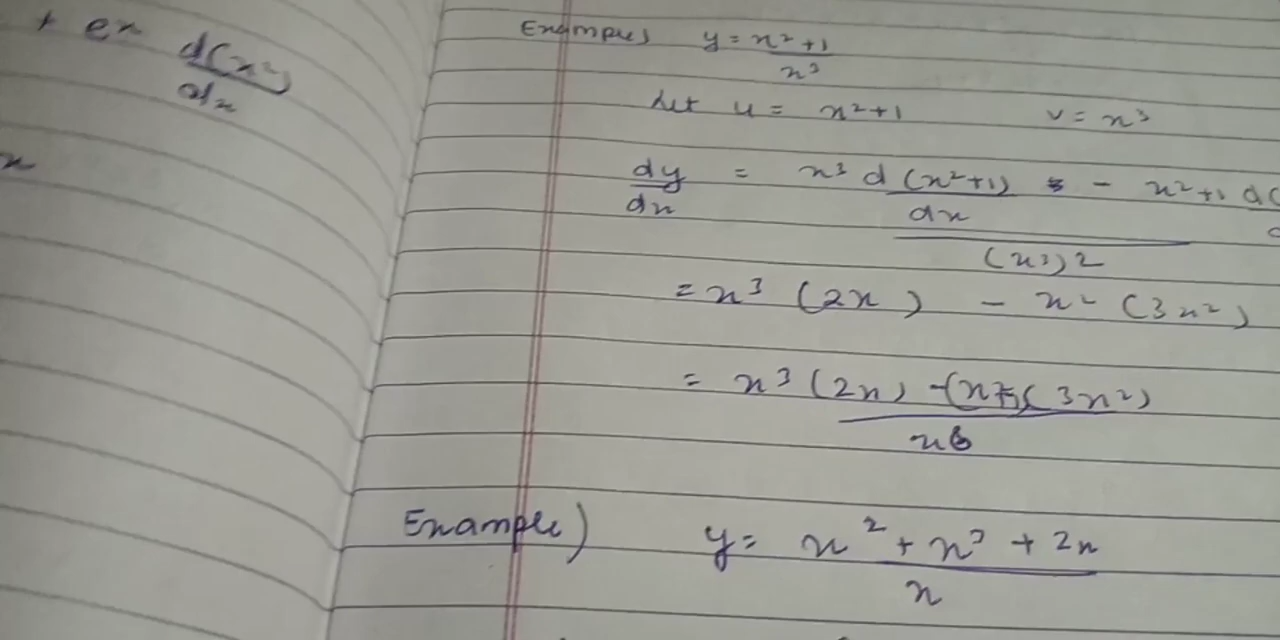 + ex d(x²)
dx
x
Examples y = x²+1
x³
Let u = x²+1 v = x³
dy = x³ d (x²+1) - x²+1 d(
dx dx
(x³)2
= x³ (2x) - x² (3x²)
= x³ (2x) -(x²+1)( 3x²)
x6
Example) y = x² + x³ + 2x
x